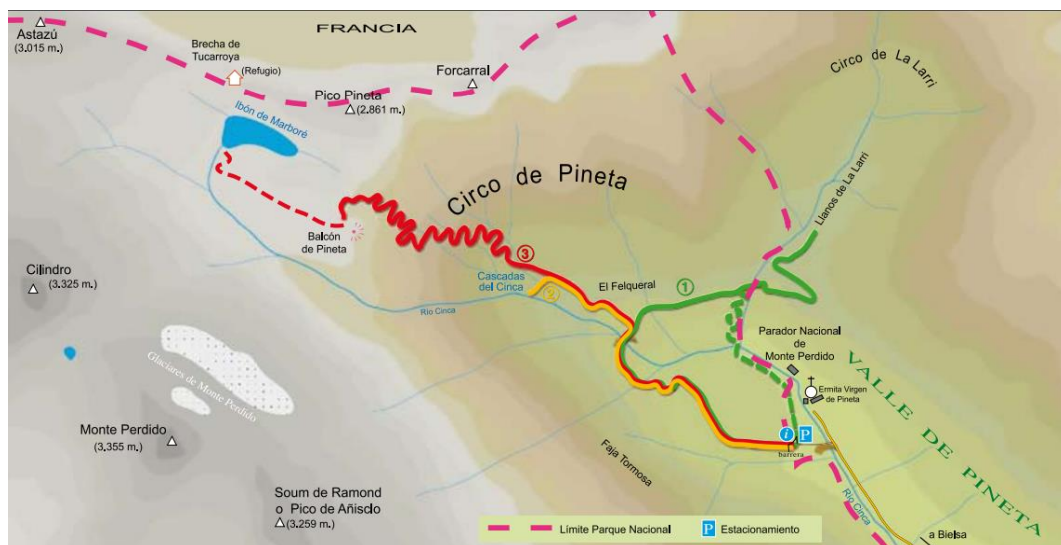 Astazú
(3.015 m.)
FRANCIA
Brecha de
Tucarroya
(Refugio)
Forcarral
Pico Pineta
(2.861 m.)
Ibón de Marboré
Circo de La Larri
Llanos de La Larri
Circo de Pineta
Balcón
de Pineta
3
Cascadas
del Cinca
2
El Felqueral
1
Cilindro
(3.325 m.)
Río Cinca
Parador Nacional
de
Monte Perdido
Ermita Virgen
de Pineta
VALLE DE PINETA
Glaciares de Monte Perdido
Monte Perdido
(3,355 m.)
Faja Tormosa
i
P
barrera
Río Cinca
Soum de Ramond
o Pico de Añisclo
(3.259 m.)
Límite Parque Nacional
P
Estacionamiento
a Bielsa